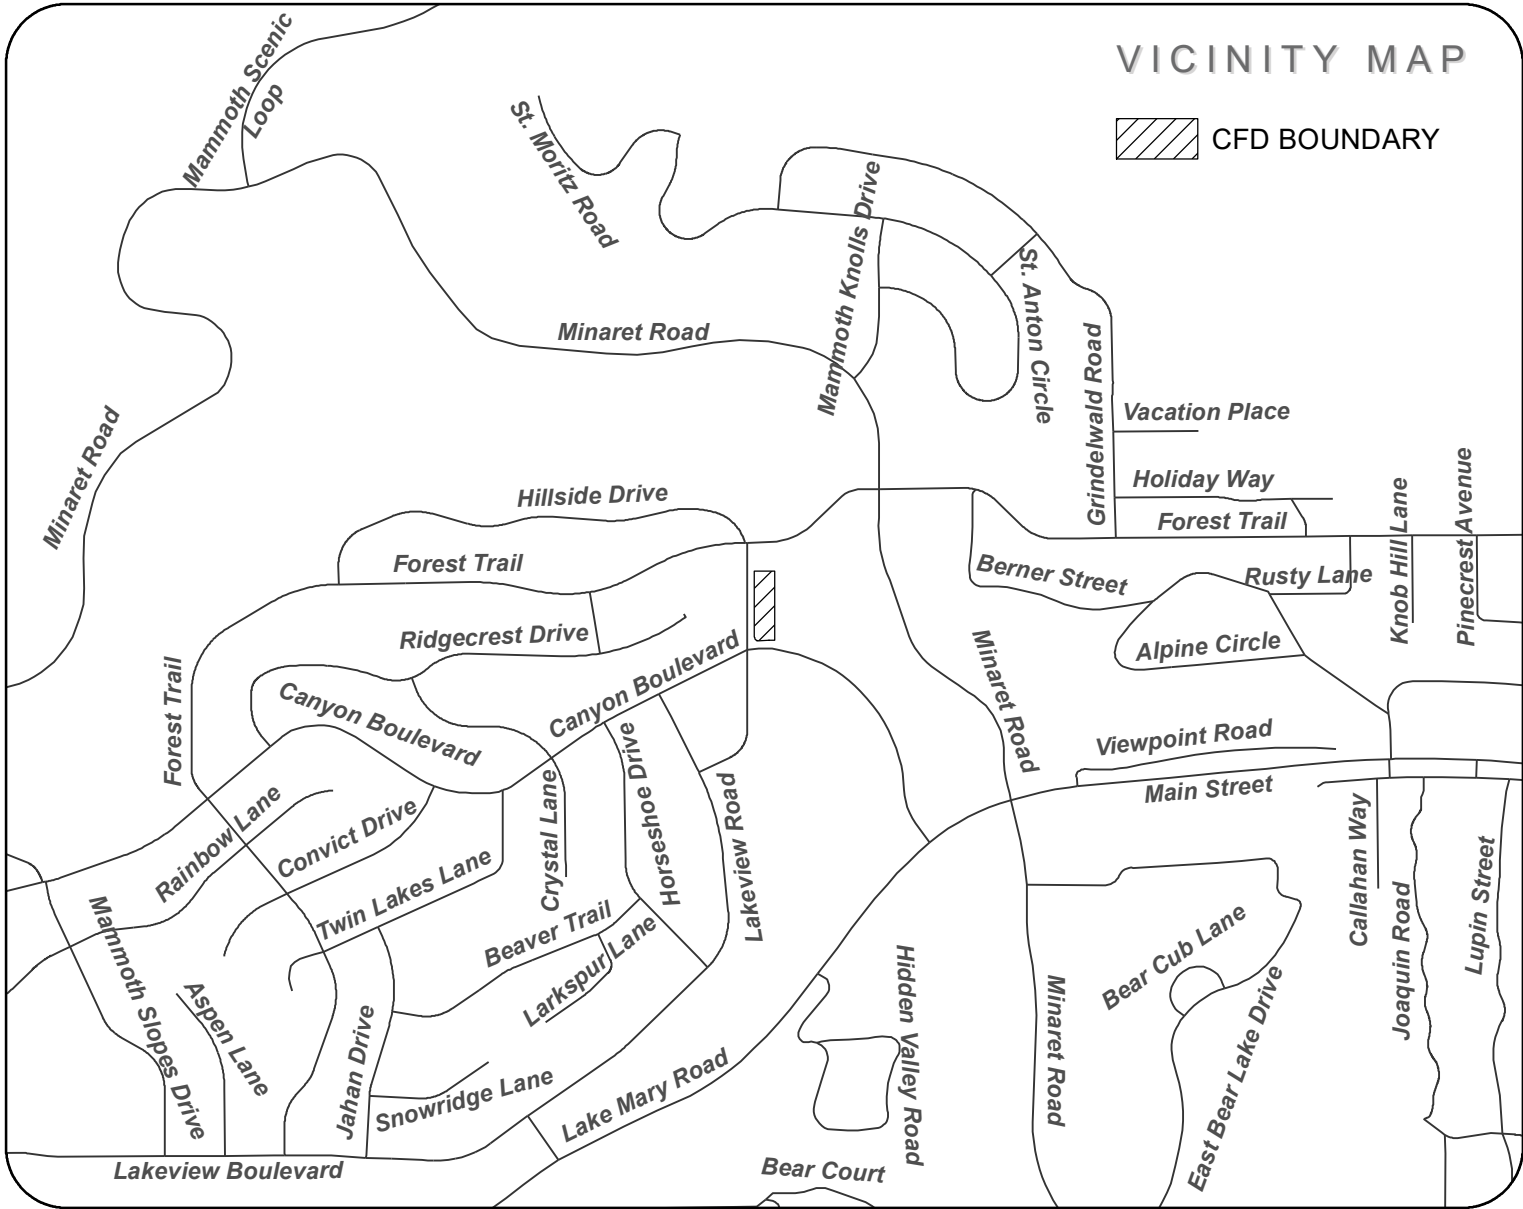 VICINITY MAP
CFD BOUNDARY
Mammoth Scenic
Loop
St. Moritz Road
Mammoth Knolls Drive
St. Anton Circle
Minaret Road
Grindelwald Road
Vacation Place
Minaret Road
Holiday Way
Hillside Drive
Forest Trail
Knob Hill Lane
Pinecrest Avenue
Forest Trail
Berner Street
Rusty Lane
Ridgecrest Drive
Alpine Circle
Canyon Boulevard
Forest Trail
Canyon Boulevard
Minaret Road
Viewpoint Road
Main Street
Rainbow Lane
Convict Drive
Crystal Lane
Horseshoe Drive
Lakeview Road
Callahan Way
Twin Lakes Lane
Joaquin Road
Lupin Street
Mammoth Slopes Drive
Beaver Trail
Larkspur Lane
Bear Cub Lane
Aspen Lane
Hidden Valley Road
Minaret Road
East Bear Lake Drive
Jahan Drive
Snowridge Lane
Lake Mary Road
Lakeview Boulevard
Bear Court